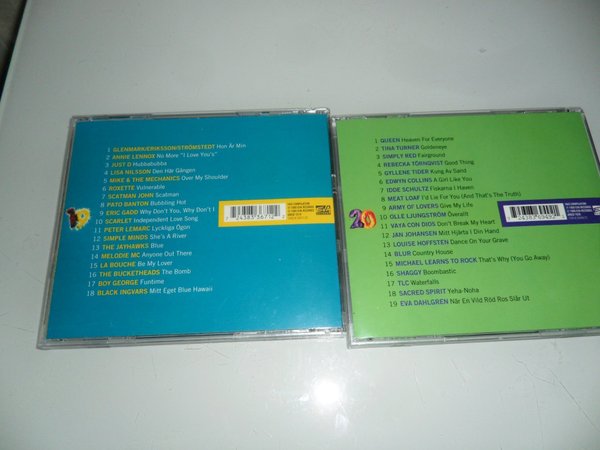 1 GLENMARK/ERIKSSON/STRÖMSTEDT Hon Är Min
2 ANNIE LENNOX No More "I Love You's"
3 JUST D Hubbabubba
4 LISA NILSSON Den Här Gången
5 MIKE & THE MECHANICS Over My Shoulder
6 ROXETTE Vulnerable
7 SCATMAN JOHN Scatman
8 PATO BANTON Bubbling Hot
9 ERIC GADD Why Don't You, Why Don't I
10 SCARLET Independent Love Song
11 PETER LEMARC Lyckliga Ögon
12 SIMPLE MINDS She's A River
13 THE JAYHAWKS Blue
14 MELODIE MC Anyone Out There
15 LA BOUCHE Be My Lover
16 THE BUCKETHEADS The Bomb
17 BOY GEORGE Funtime
18 BLACK INGVARS Mitt Eget Blue Hawaii
19
1 QUEEN Heaven For Everyone
2 TINA TURNER Goldeneye
3 SIMPLY RED Fairground
4 REBECKA TÖRNQVIST Good Thing
5 GYLLENE TIDER Kung Av Sand
6 EDWYN COLLINS A Girl Like You
7 IDDE SCHULTZ Fiskarna I Haven
8 MEAT LOAF I'd Lie For You (And That's The Truth)
9 ARMY OF LOVERS Give My Life
10 OLLE LJUNGSTRÖM Överallt
11 VAYA CON DIOS Don't Break My Heart
12 JAN JOHANSEN Mitt Hjärta I Din Hand
13 LOUISE HOFFSTEN Dance On Your Grave
14 BLUR Country House
15 MICHAEL LEARNS TO ROCK That's Why (You Go Away)
16 SHAGGY Boombastic
17 TLC Waterfalls
18 SACRED SPIRIT Yeha-Noha
19 EVA DAHLGREN När En Vild Röd Ros Slår Ut
20